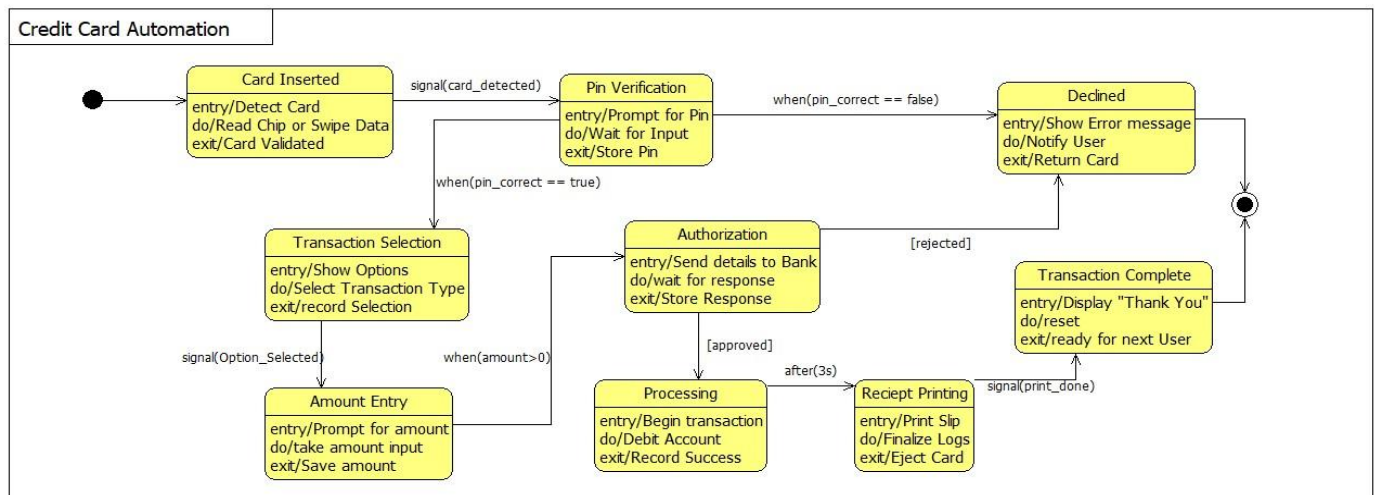 Credit Card Automation
Card Inserted
entry/Detect Card
do/Read Chip or Swipe Data
exit/Card Validated
signal(card_detected)
Pin Verification
entry/Prompt for Pin
do/Wait for Input
exit/Store Pin
when(pin_correct == false)
Declined
entry/Show Error message
do/Notify User
exit/Return Card
when(pin_correct == true)
Transaction Selection
entry/Show Options
do/Select Transaction Type
exit/record Selection
signal(Option_Selected)
Amount Entry
entry/Prompt for amount
do/take amount input
exit/Save amount
when(amount>0)
Authorization
entry/Send details to Bank
do/wait for response
exit/Store Response
[rejected]
[approved]
Processing
entry/Begin transaction
do/Debit Account
exit/Record Success
after(3s)
Reciept Printing
entry/Print Slip
do/Finalize Logs
exit/Eject Card
signal(print_done)
Transaction Complete
entry/Display "Thank You"
do/reset
exit/ready for next User